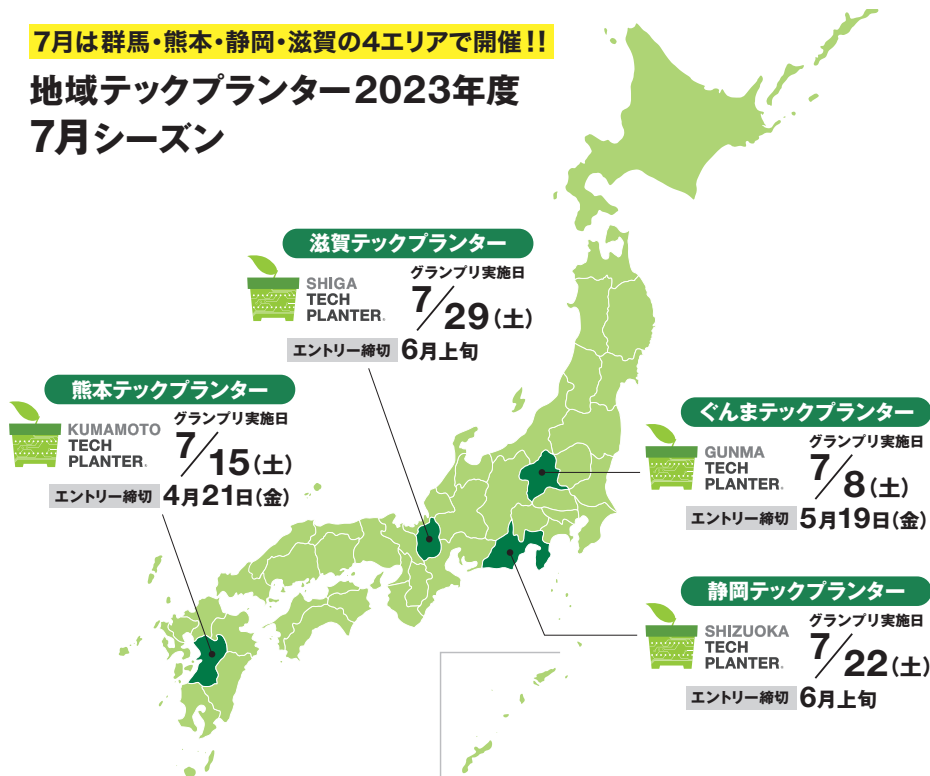 7月は群馬・熊本・静岡・滋賀の4エリアで開催!!
地域テックプランター2023年度
7月シーズン
滋賀テックプランター
SHIGA
TECH
PLANTER.
グランプリ実施日
7/29(土)
エントリー締切 6月上旬
熊本テックプランター
KUMAMOTO
TECH
PLANTER.
グランプリ実施日
7/15(土)
エントリー締切 4月21日(金)
ぐんまテックプランター
GUNMA
TECH
PLANTER.
グランプリ実施日
7/8(土)
エントリー締切 5月19日(金)
静岡テックプランター
SHIZUOKA
TECH
PLANTER.
グランプリ実施日
7/22(土)
エントリー締切 6月上旬